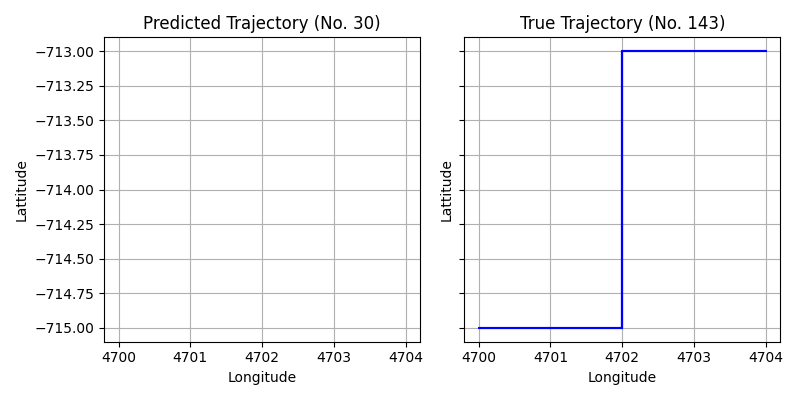 Predicted Trajectory (No. 30)
True Trajectory (No. 143)
−713.00
−713.25
−713.50
−713.75
−714.00
−714.25
−714.50
−714.75
−715.00
Lattitude
Lattitude
4700 4701 4702 4703 4704
4700 4701 4702 4703 4704
Longitude
Longitude